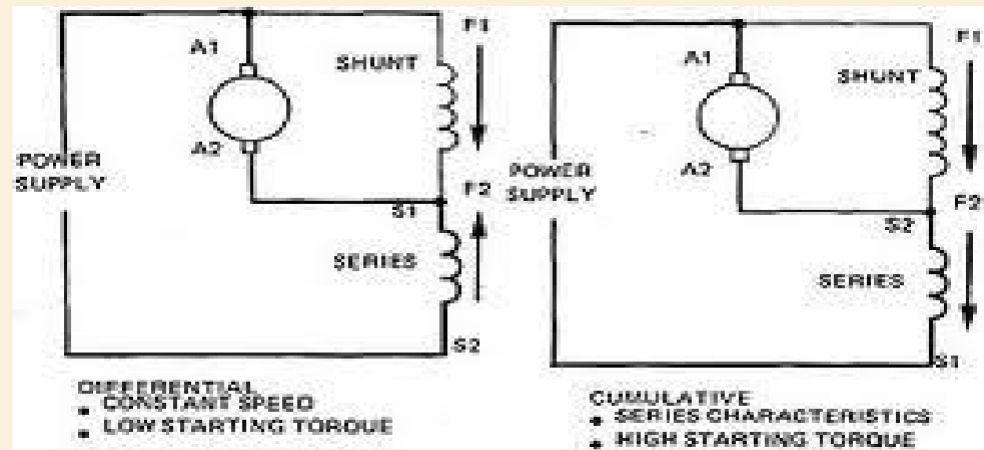 F1
A1
SHUNT
A2
POWER
SUPPLY
F2
S1
SERIES
S2
DIFFERENTIAL
• CONSTANT SPEED
• LOW STARTING TORQUE
F1
A1
SHUNT
A2
POWER
SUPPLY
F2
S2
SERIES
S1
CUMULATIVE
• SERIES CHARACTERISTICS
• HIGH STARTING TORQUE